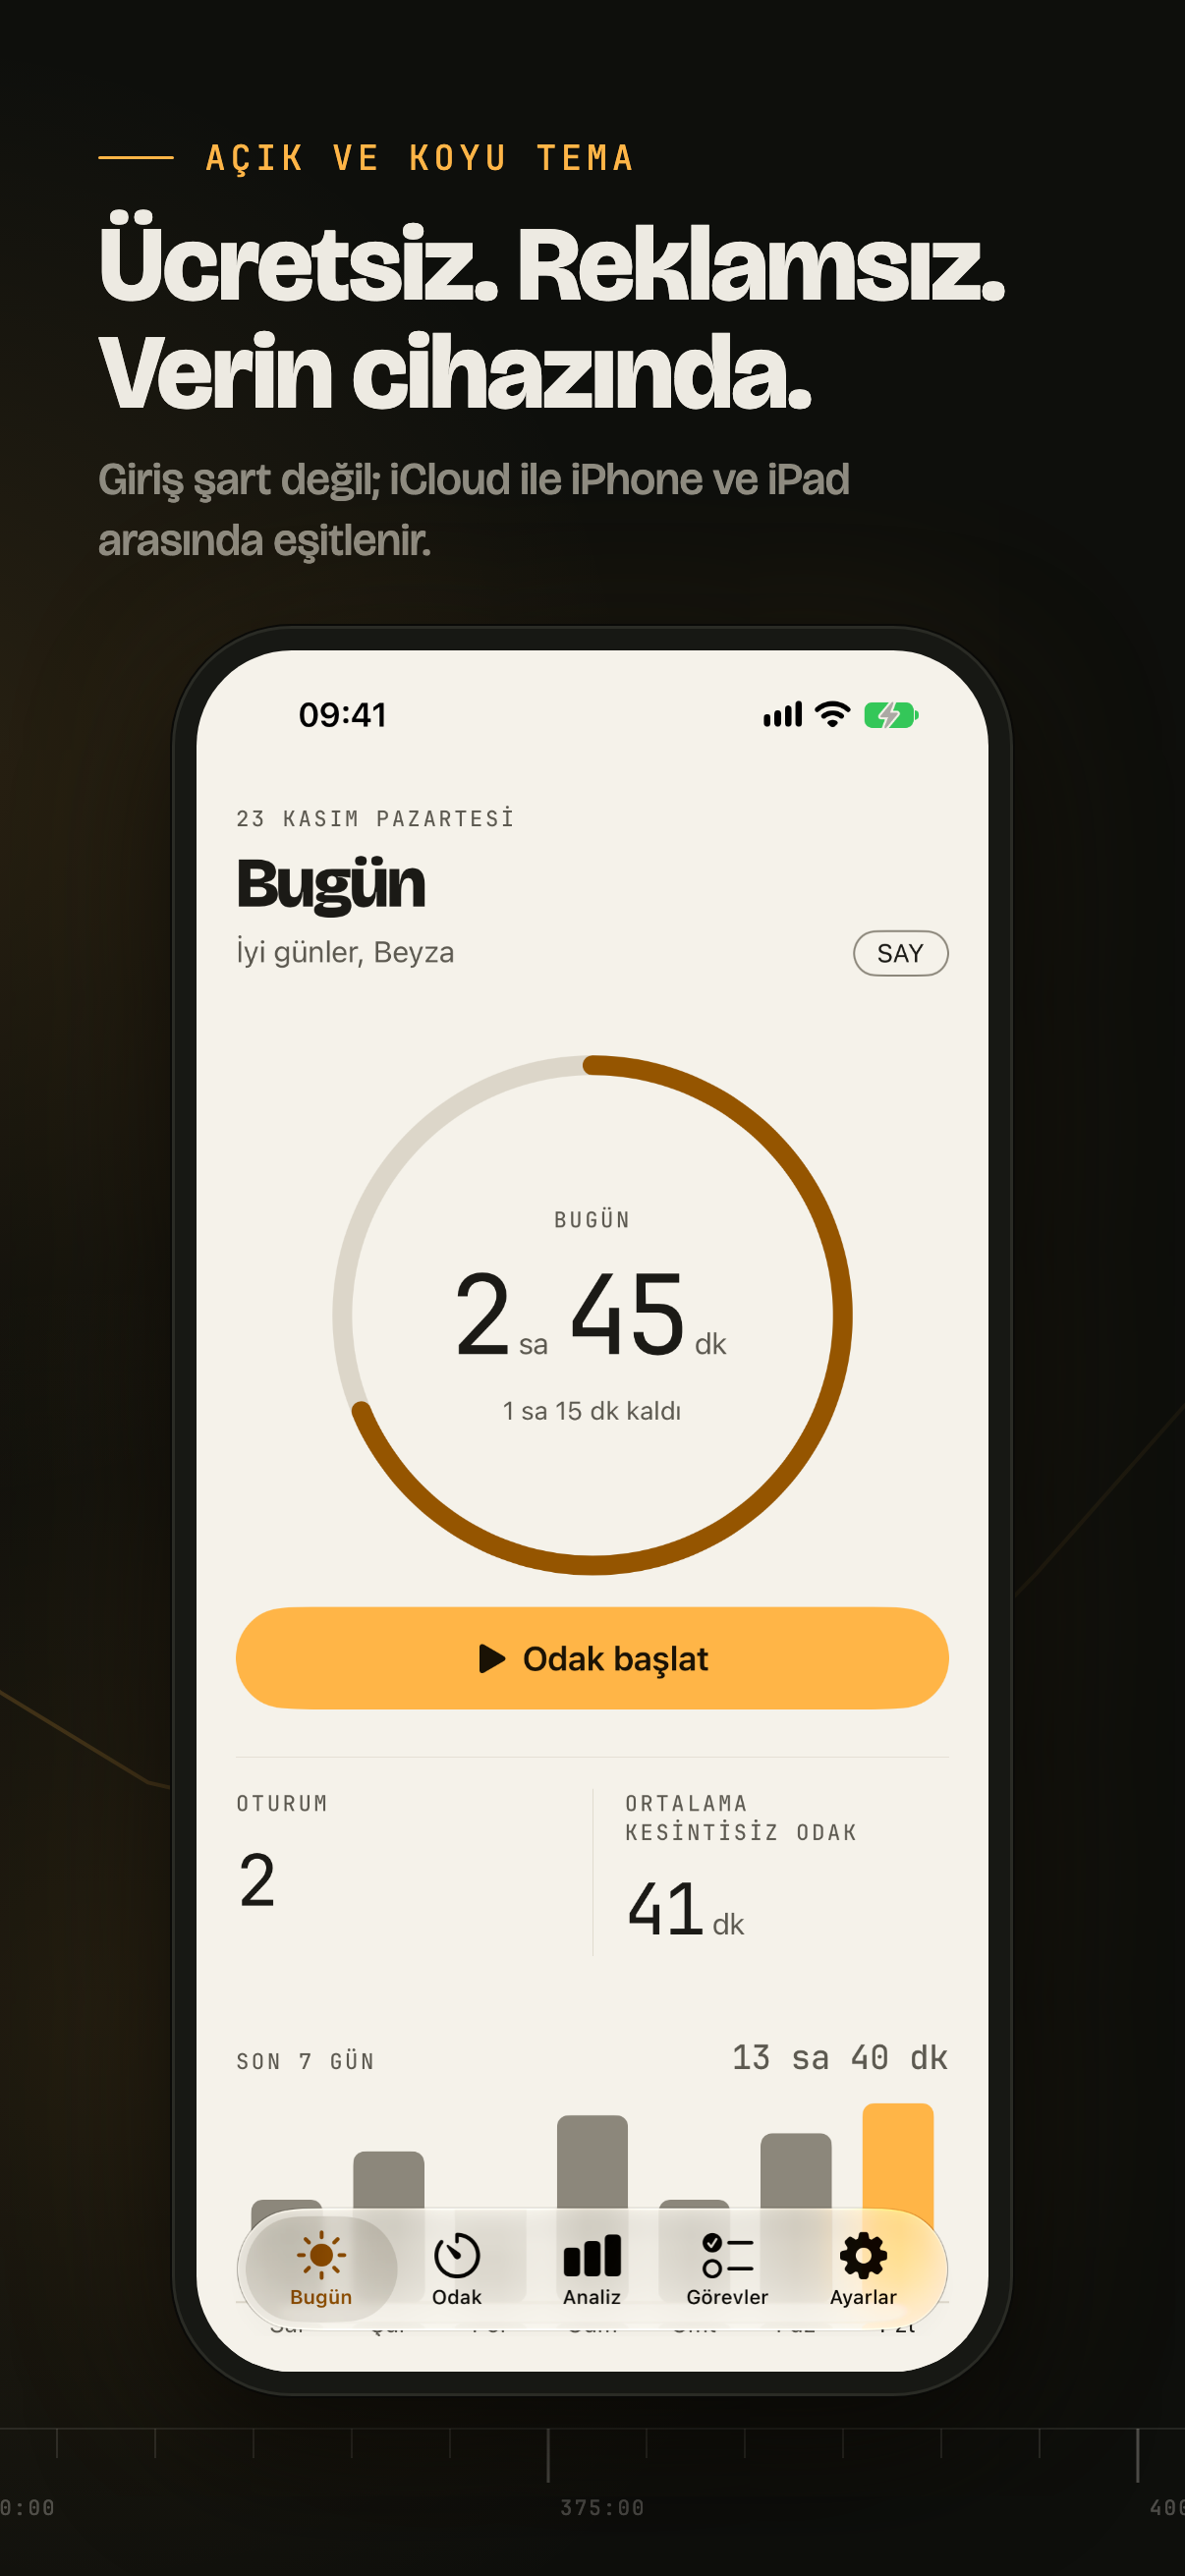 AÇIK VE KOYU TEMA
Ücretsiz. Reklamsız.
Verin cihazında.
Giriş şart değil; iCloud ile iPhone ve iPad
arasında eşitlenir.
09:41
23 KASIM PAZARTESİ
Bugün
İyi günler, Beyza
SAY
BUGÜN
2 sa 45 dk
1 sa 15 dk kaldı
Odak başlat
OTURUM
2
ORTALAMA
KESİNTİSİZ ODAK
41 dk
SON 7 GÜN
13 sa 40 dk
Bugün
Odak
Analiz
Görevler
Ayarlar
375:00